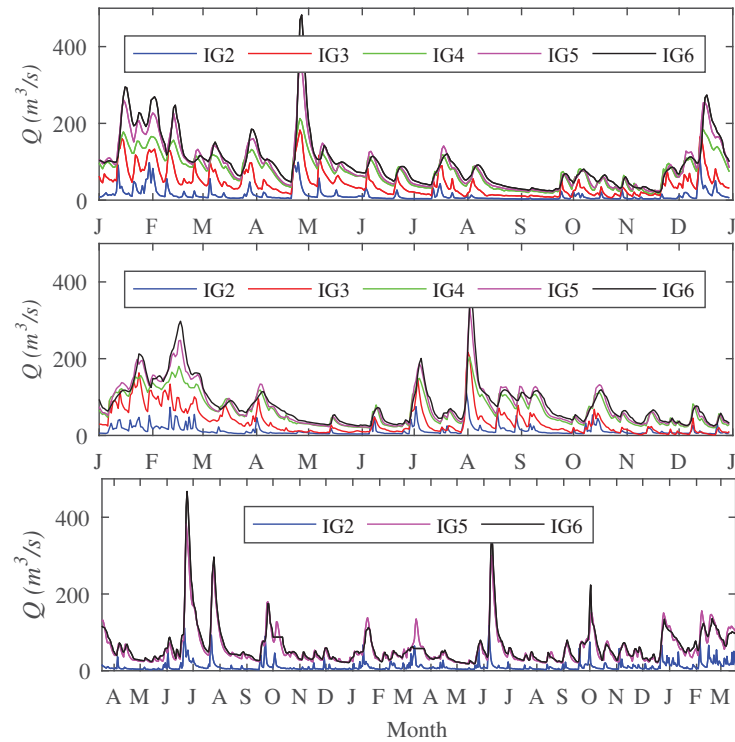 400
200
0
Q (m³/s)
IG2 IG3 IG4 IG5 IG6
J F M A M J J A S O N D J
400
200
0
Q (m³/s)
IG2 IG3 IG4 IG5 IG6
J F M A M J J A S O N D J
400
200
0
Q (m³/s)
IG2 IG5 IG6
A M J J A S O N D J F M A M J J A S O N D J F M
Month